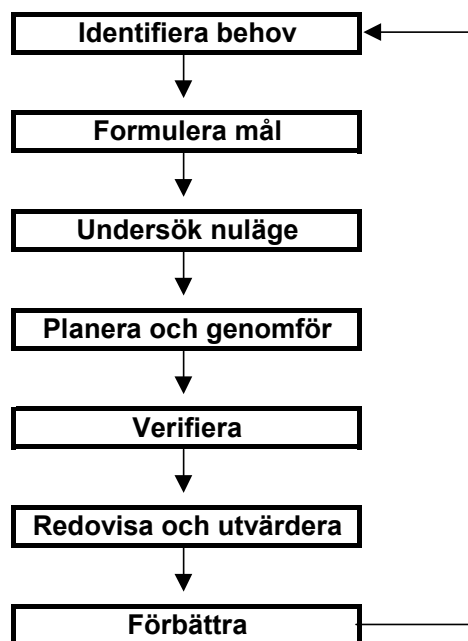 Identifiera behov
Formulera mål
Undersök nuläge
Planera och genomför
Verifiera
Redovisa och utvärdera
Förbättra